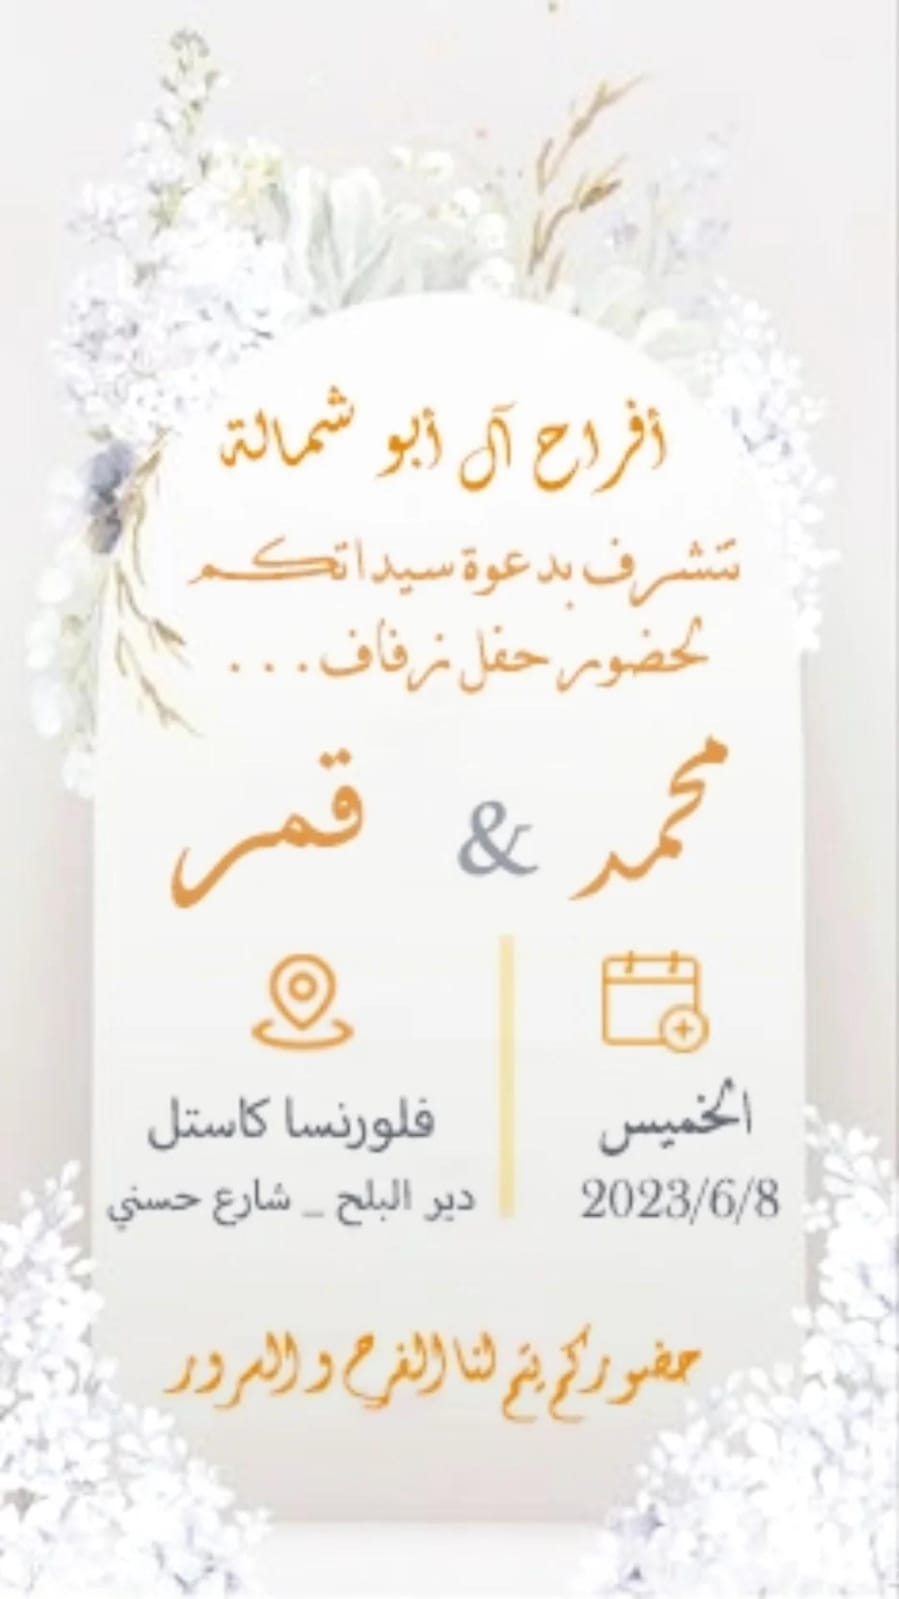 أفراح آل أبو شمالة
تتشرف بدعوة سيداتكم
لحضور حفل زفاف...
محمد & قمر
الخميس
2023/6/8
فلورنسا كاستل
دير البلح _ شارع حسني
حضوركم يتم لنا الفرح و السرور